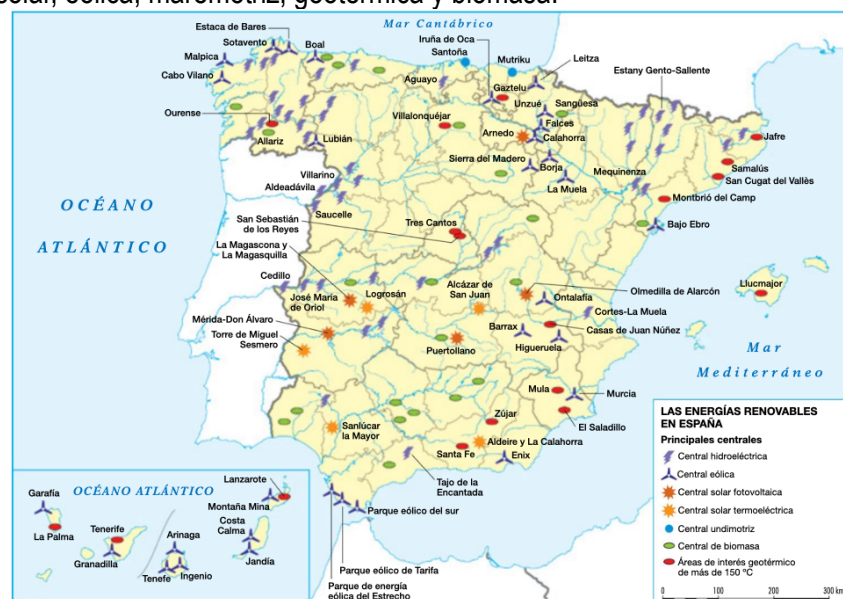 solar, eólica, maremotriz, geotérmica y biomasa.
Mar Cantábrico
Estaca de Bares
Sotavento
Boal
Malpica
Cabo Vilano
Iruña de Oca
Santoña
Mutriku
Leitza
Aguayo
Gaztelu
Unzué
Sangüesa
Estany Gento-Sallente
Ourense
Allariz
Lubián
Villalonquéjar
Arnedo
Falces
Calahorra
Jafre
Sierra del Madero
Borja
La Muela
Mequinenza
Samalús
San Cugat del Vallès
Montbrió del Camp
Villarino
Aldeadávila
Saucelle
OCÉANO
ATLÁNTICO
San Sebastián
de los Reyes
Tres Cantos
Bajo Ebro
La Magascona y
La Magasquilla
Cedillo
José María
de Oriol
Logrosán
Alcázar de
San Juan
Olmedilla de Alarcón
Ontalafía
Cortes-La Muela
Llucmajor
Mérida-Don Álvaro
Torre de Miguel
Sesmero
Puertollano
Barrax
Higueruela
Casas de Juan Núñez
Mar
Mediterráneo
Mula
Murcia
El Saladillo
Sanlúcar
la Mayor
Zújar
Santa Fe
Aldeire y La Calahorra
Enix
Tajo de la
Encantada
Parque eólico del sur
Parque eólico de Tarifa
Parque de energía
eólica del Estrecho
OCÉANO ATLÁNTICO
Garafía
La Palma
Tenerife
Granadilla
Arinaga
Tenefe
Ingenio
Lanzarote
Montaña Mina
Costa
Calma
Jandía
LAS ENERGÍAS RENOVABLES
EN ESPAÑA
Principales centrales
Central hidroeléctrica
Central eólica
Central solar fotovoltaica
Central solar termoeléctrica
Central undimotriz
Central de biomasa
Áreas de interés geotérmico
de más de 150 ºC
0 100 200 300 km